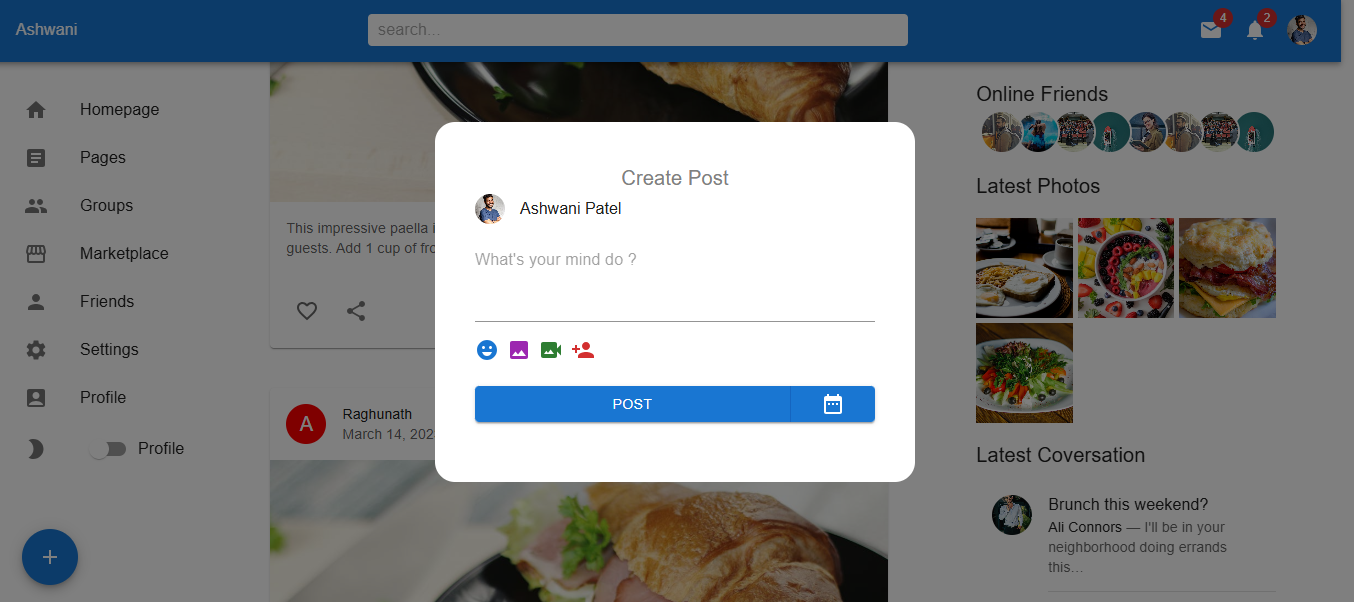 Ashwani
search...
4
2
Homepage
Pages
Groups
Marketplace
Friends
Settings
Profile
Profile
This impressive paella
guests. Add 1 cup of
A
Raghunath
March 14,
Create Post
Ashwani Patel
What's your mind do ?
POST
Online Friends
Latest Photos
Latest Coversation
Brunch this weekend?
Ali Connors — I'll be in your
neighborhood doing errands
this…